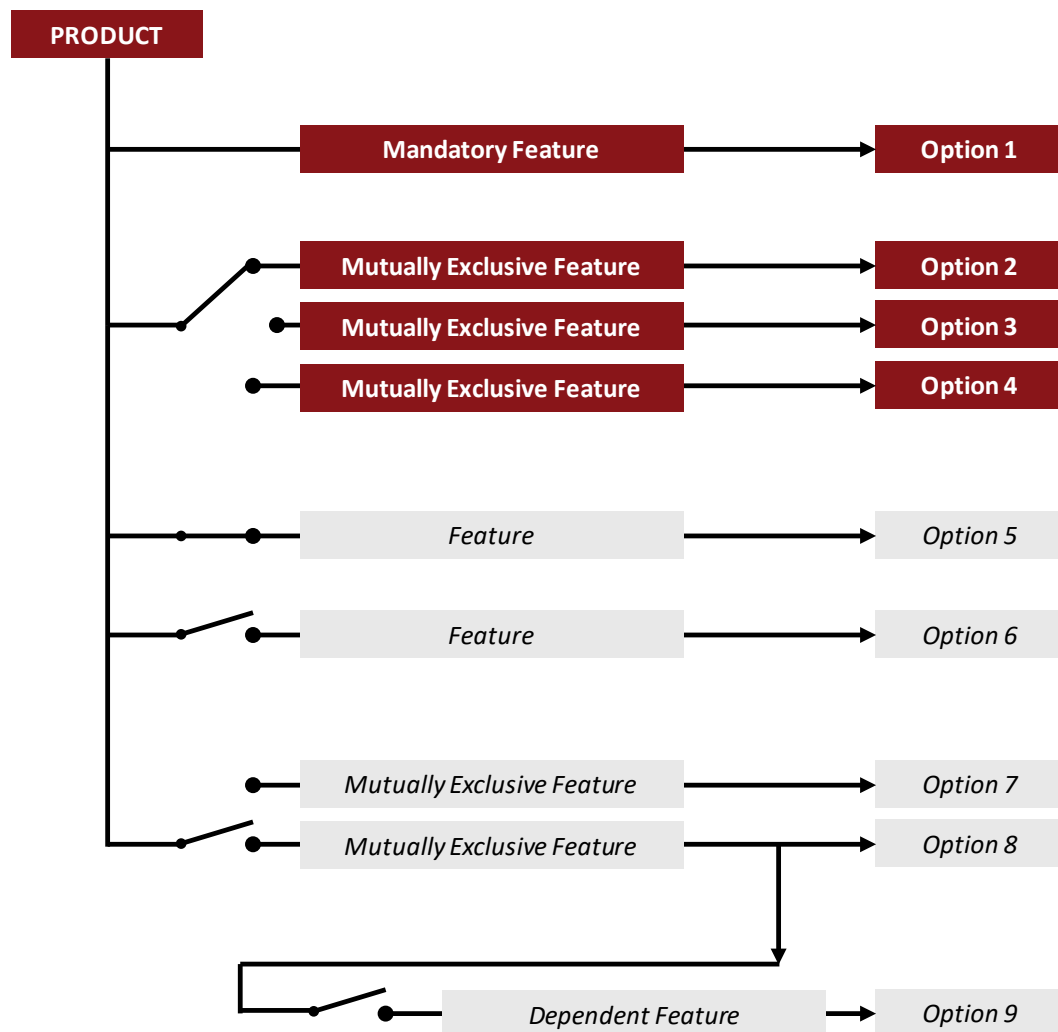 PRODUCT
Mandatory Feature
Option 1
Mutually Exclusive Feature
Option 2
Mutually Exclusive Feature
Option 3
Mutually Exclusive Feature
Option 4
Feature
Option 5
Feature
Option 6
Mutually Exclusive Feature
Option 7
Mutually Exclusive Feature
Option 8
Dependent Feature
Option 9